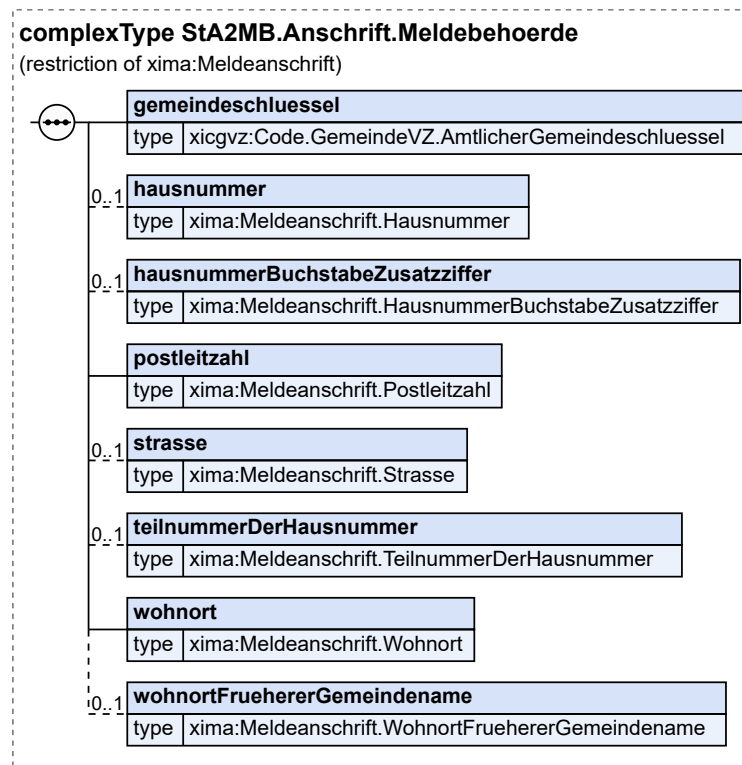 complexType StA2MB.Anschrift.Meldebehoerde
(restriction of xima:Meldeanschrift)
gemeindeschluessel
type xicgvz:Code.GemeindeVZ.AmtlicherGemeindeschluessel
0..1 hausnummer
type xima:Meldeanschrift.Hausnummer
0..1 hausnummerBuchstabeZusatzziffer
type xima:Meldeanschrift.HausnummerBuchstabeZusatzziffer
postleitzahl
type xima:Meldeanschrift.Postleitzahl
0..1 strasse
type xima:Meldeanschrift.Strasse
0..1 teilnummerDerHausnummer
type xima:Meldeanschrift.TeilnummerDerHausnummer
wohnort
type xima:Meldeanschrift.Wohnort
0..1 wohnortFruehererGemeindename
type xima:Meldeanschrift.WohnortFruehererGemeindename